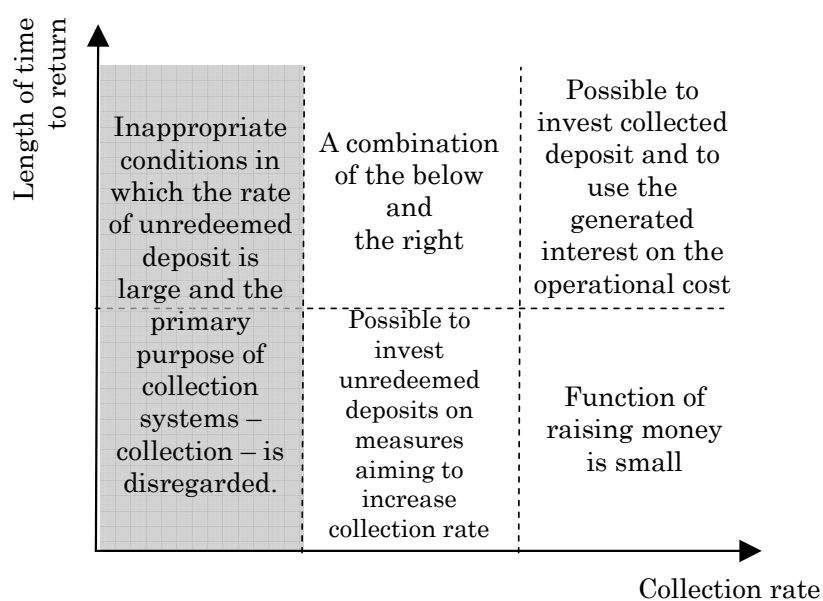 Length of time
to return
Inappropriate
conditions in
which the rate
of unredeemed
deposit is
large and the
primary
purpose of
collection
systems –
collection – is
disregarded.
A combination
of the below
and
the right
Possible to
invest collected
deposit and to
use the
generated
interest on the
operational cost
Possible to
invest
unredeemed
deposits on
measures
aiming to
increase
collection rate
Function of
raising money
is small
Collection rate